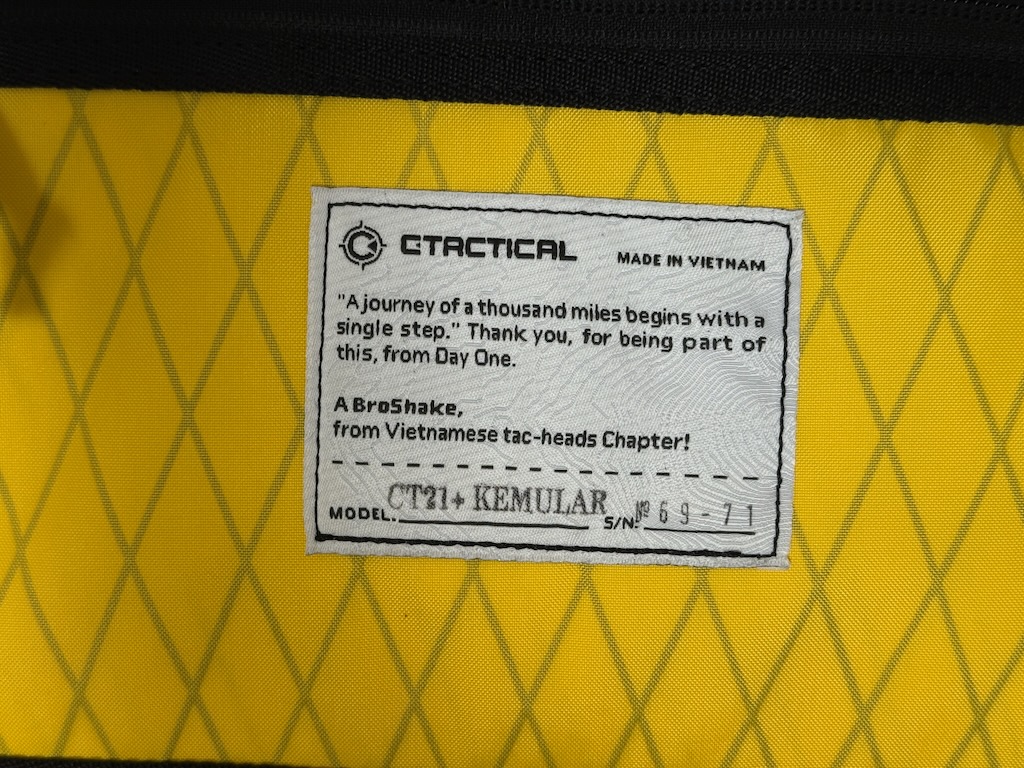 CTACTICAL
MADE IN VIETNAM
"A journey of a thousand miles begins with a
single step." Thank you, for being part of
this, from Day One.
A BroShake,
from Vietnamese tac-heads Chapter!
MODEL: CT21+ KEMULAR S/N: № 69-71